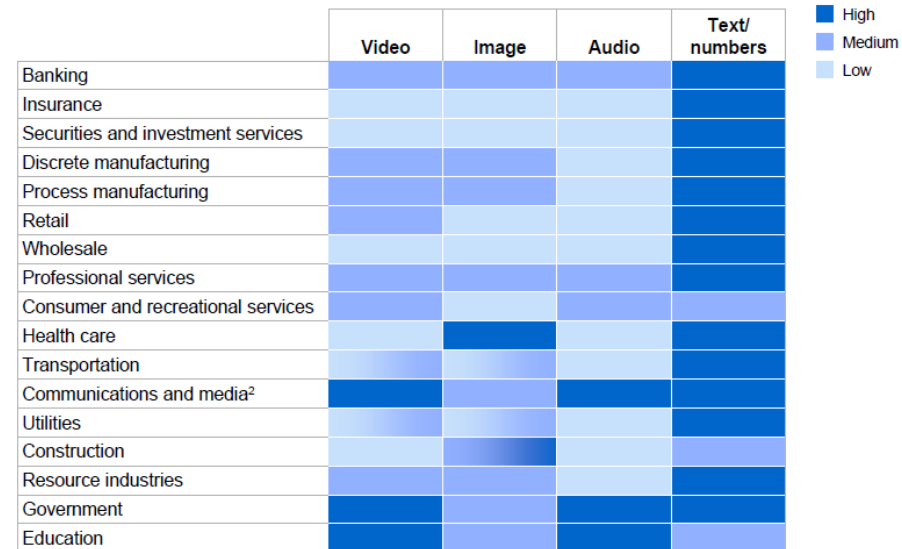 High
Text/
Video Image Audio numbers
Medium
Low
Banking
Insurance
Securities and investment services
Discrete manufacturing
Process manufacturing
Retail
Wholesale
Professional services
Consumer and recreational services
Health care
Transportation
Communications and media²
Utilities
Construction
Resource industries
Government
Education